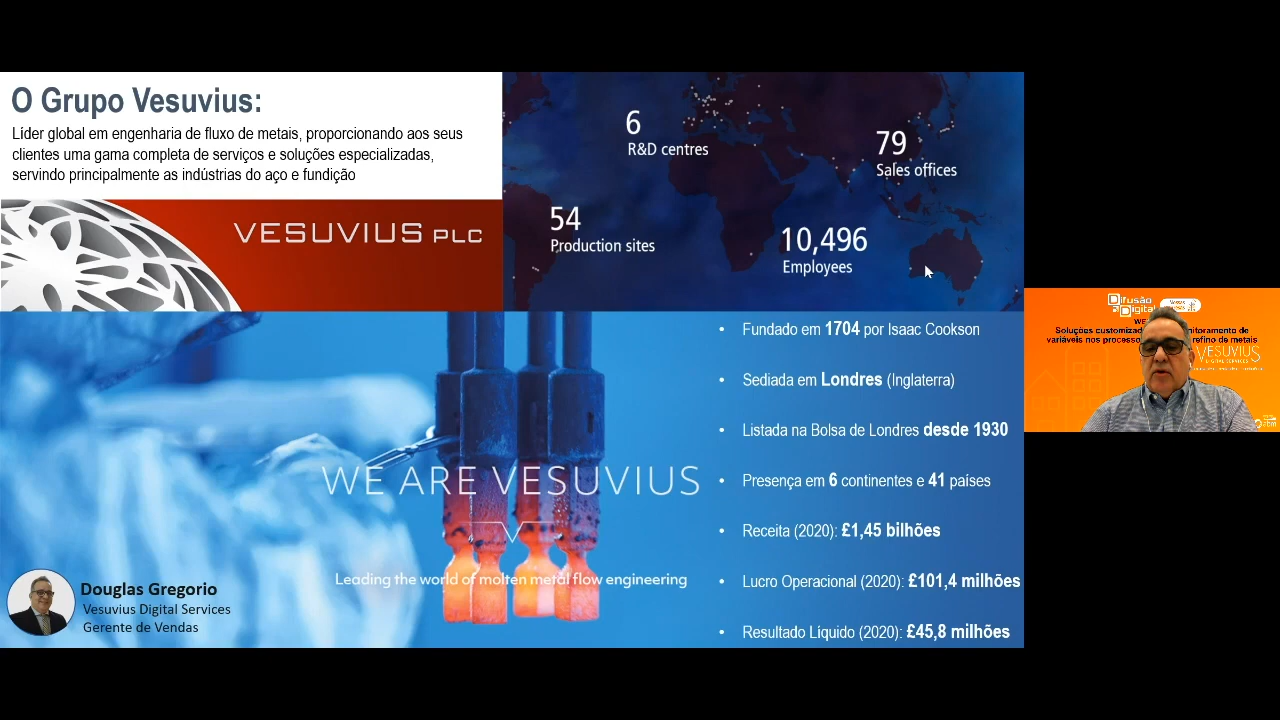 O Grupo Vesuvius:
Líder global em engenharia de fluxo de metais, proporcionando aos seus
clientes uma gama completa de serviços e soluções especializadas,
servindo principalmente as indústrias do aço e fundição
VESUVIUS PLC
6
R&D centres
79
Sales offices
54
Production sites
10,496
Employees
WE ARE VESUVIUS
Leading the world of molten metal flow engineering
Douglas Gregorio
Vesuvius Digital Services
Gerente de Vendas
• Fundado em 1704 por Isaac Cookson
• Sediada em Londres (Inglaterra)
• Listada na Bolsa de Londres desde 1930
• Presença em 6 continentes e 41 países
• Receita (2020): £1,45 bilhões
• Lucro Operacional (2020): £101,4 milhões
• Resultado Líquido (2020): £45,8 milhões
Difusão
Digital
WE
Soluções
de
variáveis nos
refino de metais
VESUVIUS
DIGITAL SERVICES
abm